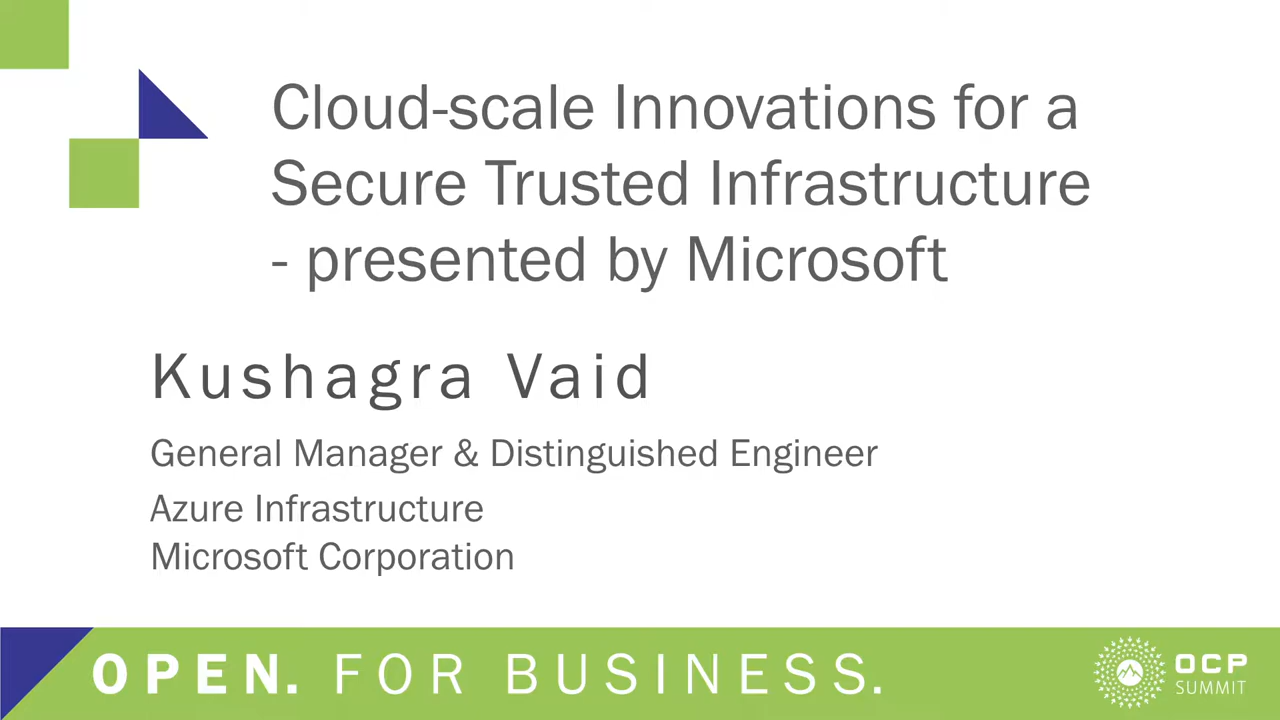 Cloud-scale Innovations for a
Secure Trusted Infrastructure
- presented by Microsoft
Kushagra Vaid
General Manager & Distinguished Engineer
Azure Infrastructure
Microsoft Corporation
OPEN. FOR BUSINESS.
OCP
SUMMIT